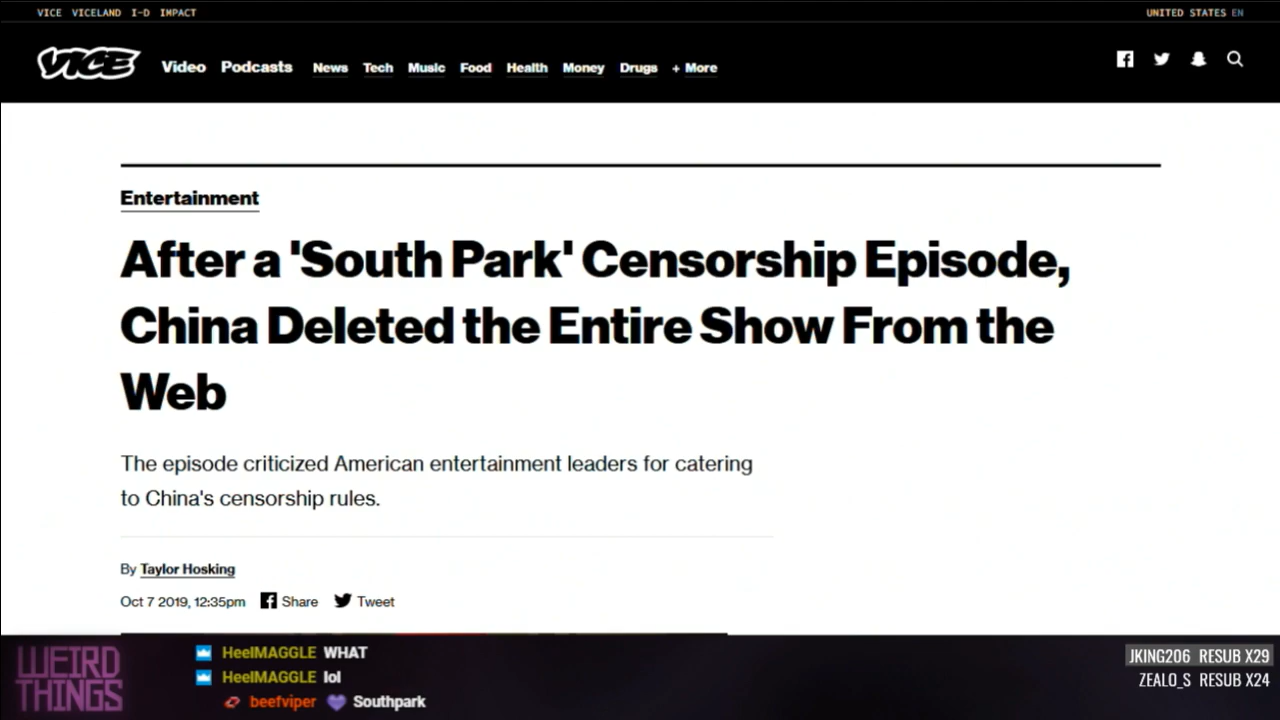 VICE VICELAND I-D IMPACT
UNITED STATES EN
VICE Video Podcasts News Tech Music Food Health Money Drugs + More
Entertainment
After a 'South Park' Censorship Episode,
China Deleted the Entire Show From the
Web
The episode criticized American entertainment leaders for catering
to China's censorship rules.
By Taylor Hosking
Oct 7 2019, 12:35pm Share Tweet
WEIRD
THINGS
HeelMAGGLE WHAT
HeelMAGGLE lol
beefviper Southpark
JKING206 RESUB X29
ZEALO_S RESUB X24